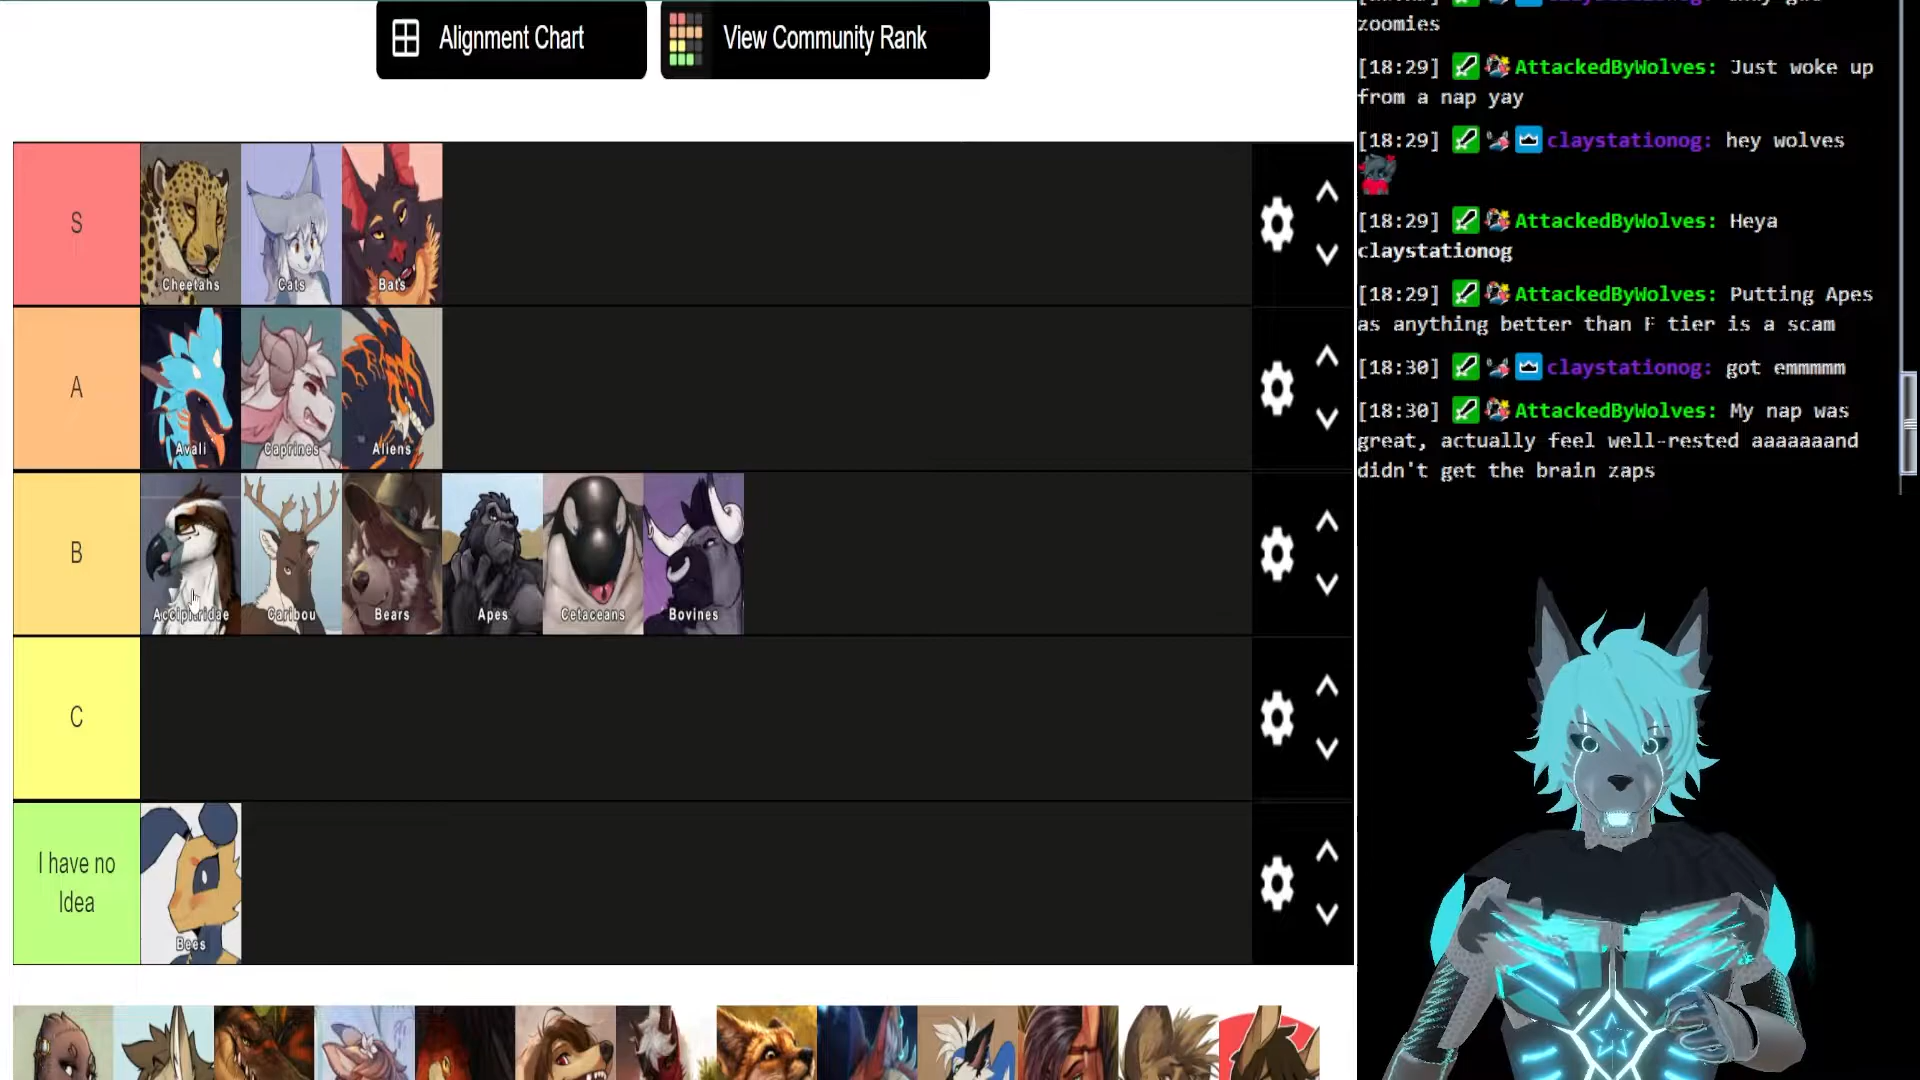 Alignment Chart
View Community Rank
S
Cheetahs
Cats
Bats
A
Avali
Caprines
Aliens
B
Accipitridae
Caribou
Bears
Apes
Cetaceans
Bovines
C
I have no
Idea
Bees
zoomies
[18:29] AttackedByWolves: Just woke up
from a nap yay
[18:29] claystationog: hey wolves
[18:29] AttackedByWolves: Heya
claystationog
[18:29] AttackedByWolves: Putting Apes
as anything better than F tier is a scam
[18:30] claystationog: got emmmmm
[18:30] AttackedByWolves: My nap was
great, actually feel well-rested aaaaaaand
didn't get the brain zaps